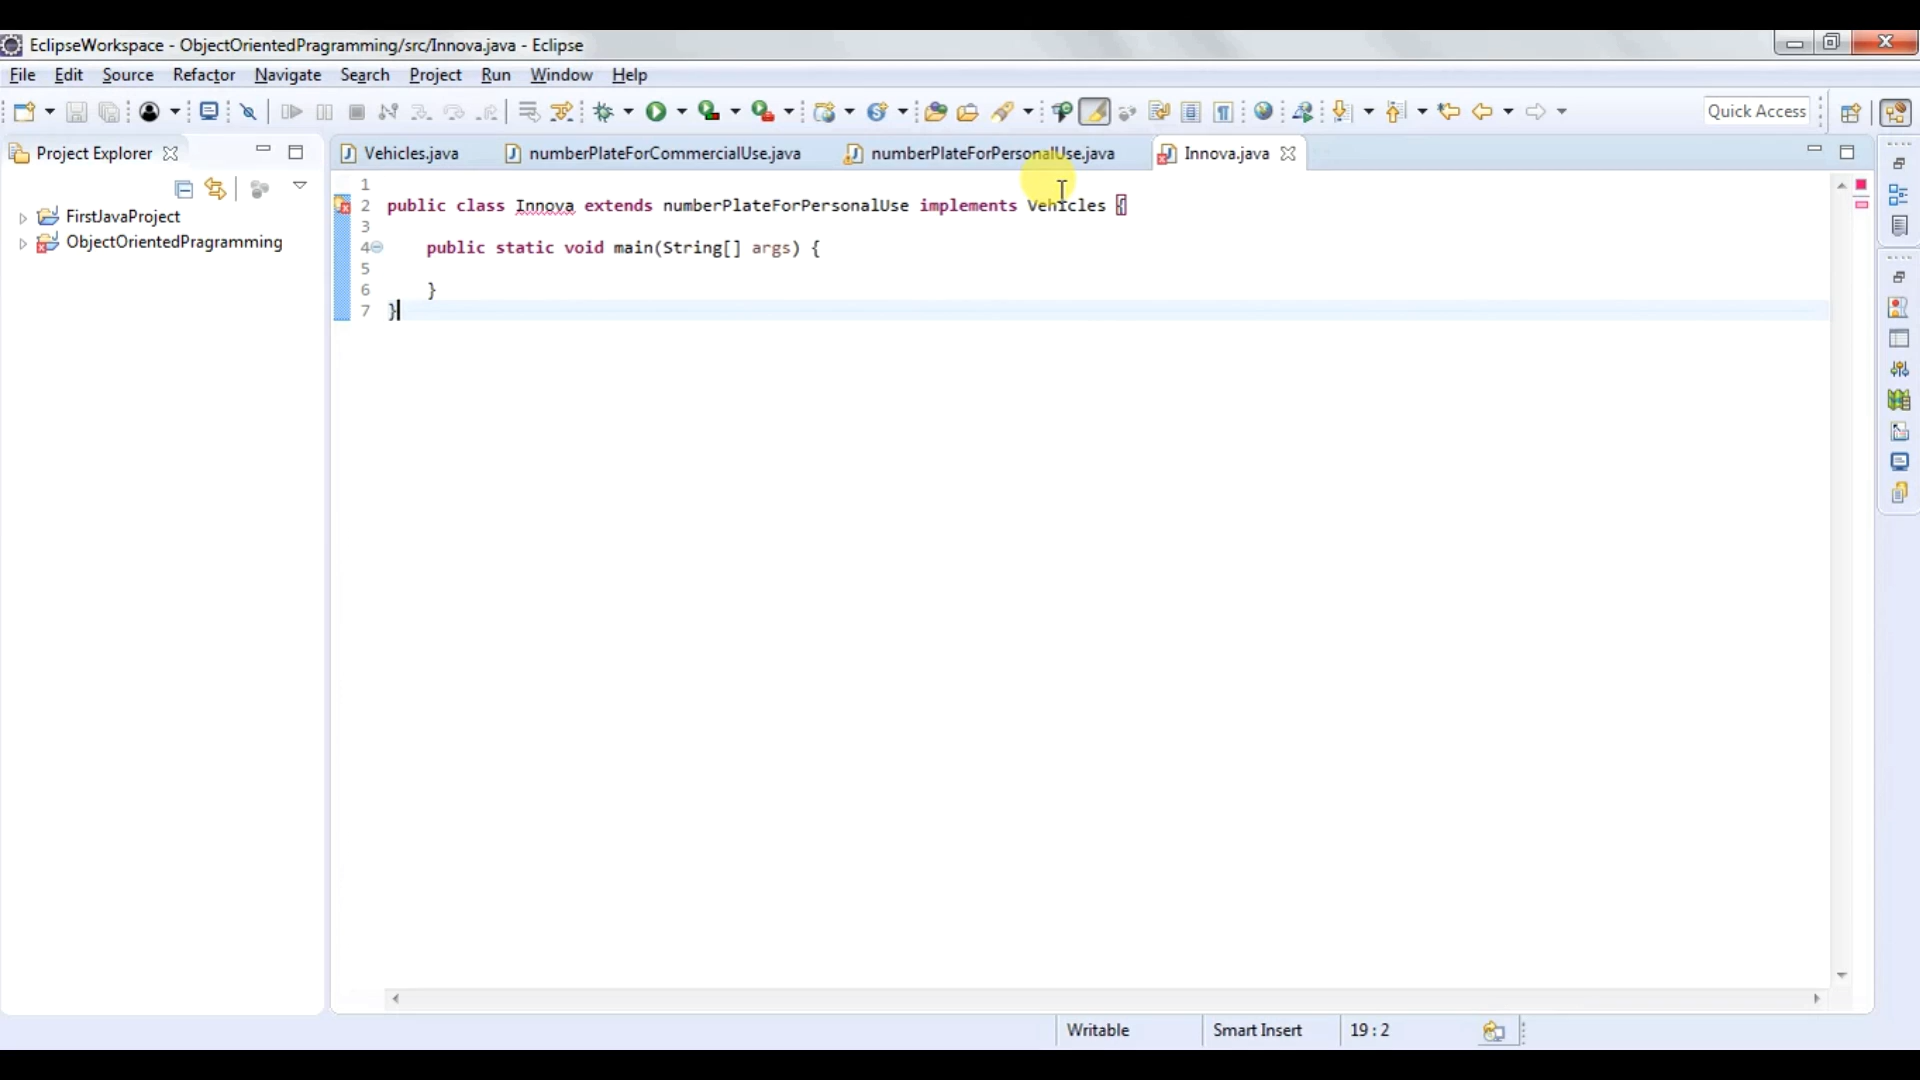 EclipseWorkspace - ObjectOrientedPragramming/src/Innova.java - Eclipse
File Edit Source Refactor Navigate Search Project Run Window Help
Quick Access
Project Explorer
Vehicles.java numberPlateForCommercialUse.java numberPlateForPersonalUse.java Innova.java
FirstJavaProject
ObjectOrientedPragramming
1
2 public class Innova extends numberPlateForPersonalUse implements Vehicles {
3
4 public static void main(String[] args) {
5
6 }
7 }
Writable Smart Insert 19 : 2